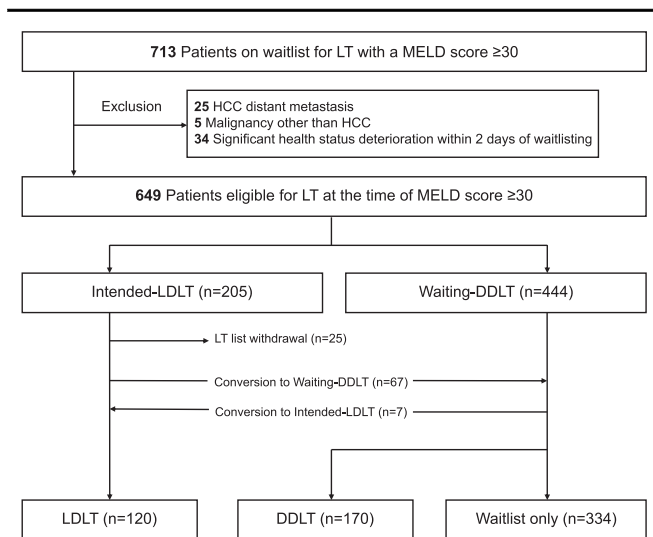 713 Patients on waitlist for LT with a MELD score ≥30
Exclusion
25 HCC distant metastasis
5 Malignancy other than HCC
34 Significant health status deterioration within 2 days of waitlisting
649 Patients eligible for LT at the time of MELD score ≥30
Intended-LDLT (n=205)
Waiting-DDLT (n=444)
LT list withdrawal (n=25)
Conversion to Waiting-DDLT (n=67)
Conversion to Intended-LDLT (n=7)
LDLT (n=120)
DDLT (n=170)
Waitlist only (n=334)